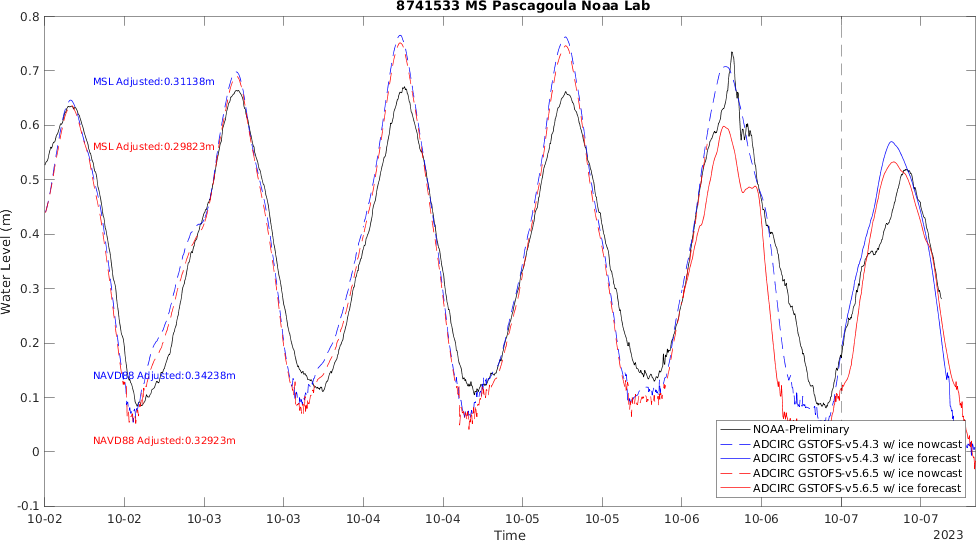 8741533 MS Pascagoula Noaa Lab
0.8
0.7
0.6
0.5
0.4
0.3
0.2
0.1
0
-0.1
Water Level (m)
MSL Adjusted:0.31138m
MSL Adjusted:0.29823m
NAVD88 Adjusted:0.34238m
NAVD88 Adjusted:0.32923m
NOAA-Preliminary
ADCIRC GSTOFS-v5.4.3 w/ ice nowcast
ADCIRC GSTOFS-v5.4.3 w/ ice forecast
ADCIRC GSTOFS-v5.6.5 w/ ice nowcast
ADCIRC GSTOFS-v5.6.5 w/ ice forecast
10-02 10-02 10-03 10-03 10-04 10-04 10-05 10-05 10-06 10-06 10-07 10-07
Time
2023